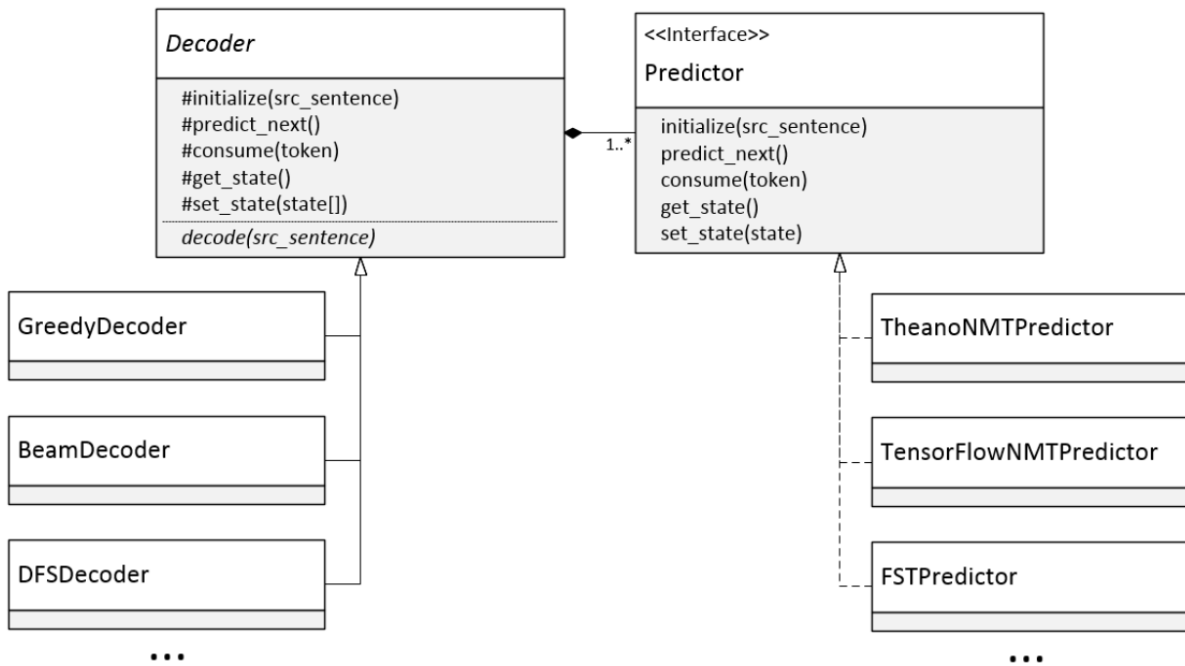 Decoder
#initialize(src_sentence)
#predict_next()
#consume(token)
#get_state()
#set_state(state[])
decode(src_sentence)
1..*
<<Interface>>
Predictor
initialize(src_sentence)
predict_next()
consume(token)
get_state()
set_state(state)
GreedyDecoder
BeamDecoder
DFSDecoder
...
TheanoNMTPredictor
TensorFlowNMTPredictor
FSTPredictor
...